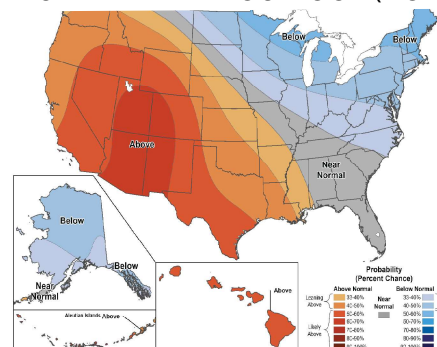 Below
Below
Above
Near
Normal
Below
Below
Near
Normal
Aleutian Islands Above
Above
Probability
(Percent Chance)
Above Normal
Near
Normal
Below Normal
Leaning
Above
Likely
Above
33-40%
40-50%
50-60%
60-70%
70-80%
80-90%
33-40%
40-50%
50-60%
60-70%
70-80%
80-90%